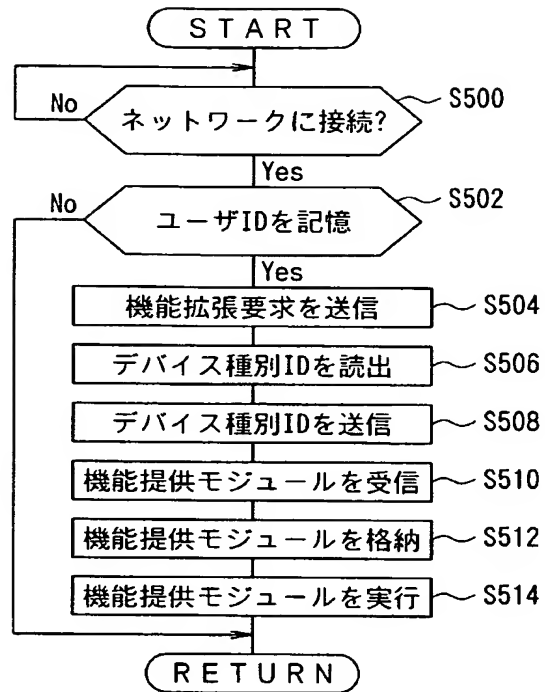 START
No
ネットワークに接続?
S500
Yes
No
ユーザIDを記憶
S502
Yes
機能拡張要求を送信
S504
デバイス種別IDを読出
S506
デバイス種別IDを送信
S508
機能提供モジュールを受信
S510
機能提供モジュールを格納
S512
機能提供モジュールを実行
S514
RETURN